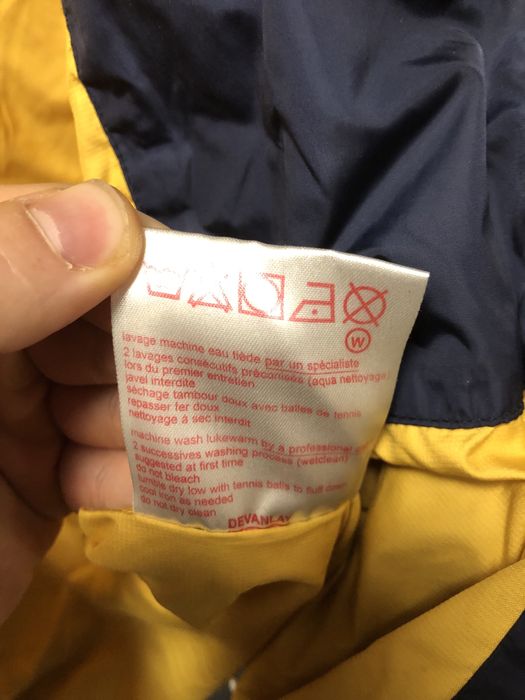 W
lavage machine eau tiède par un spécialiste
2 lavages consécutifs préconisés (aqua nettoyage)
lors du premier entretien
javel interdite
séchage tambour doux avec balles de tennis
repasser fer doux
nettoyage à sec interdit
machine wash lukewarm by a professional
2 successives washing process (wetclean)
suggested at first time
do not bleach
tumble dry low with tennis balls to fluff down
cool iron as needed
do not dry clean
DEVANLAY